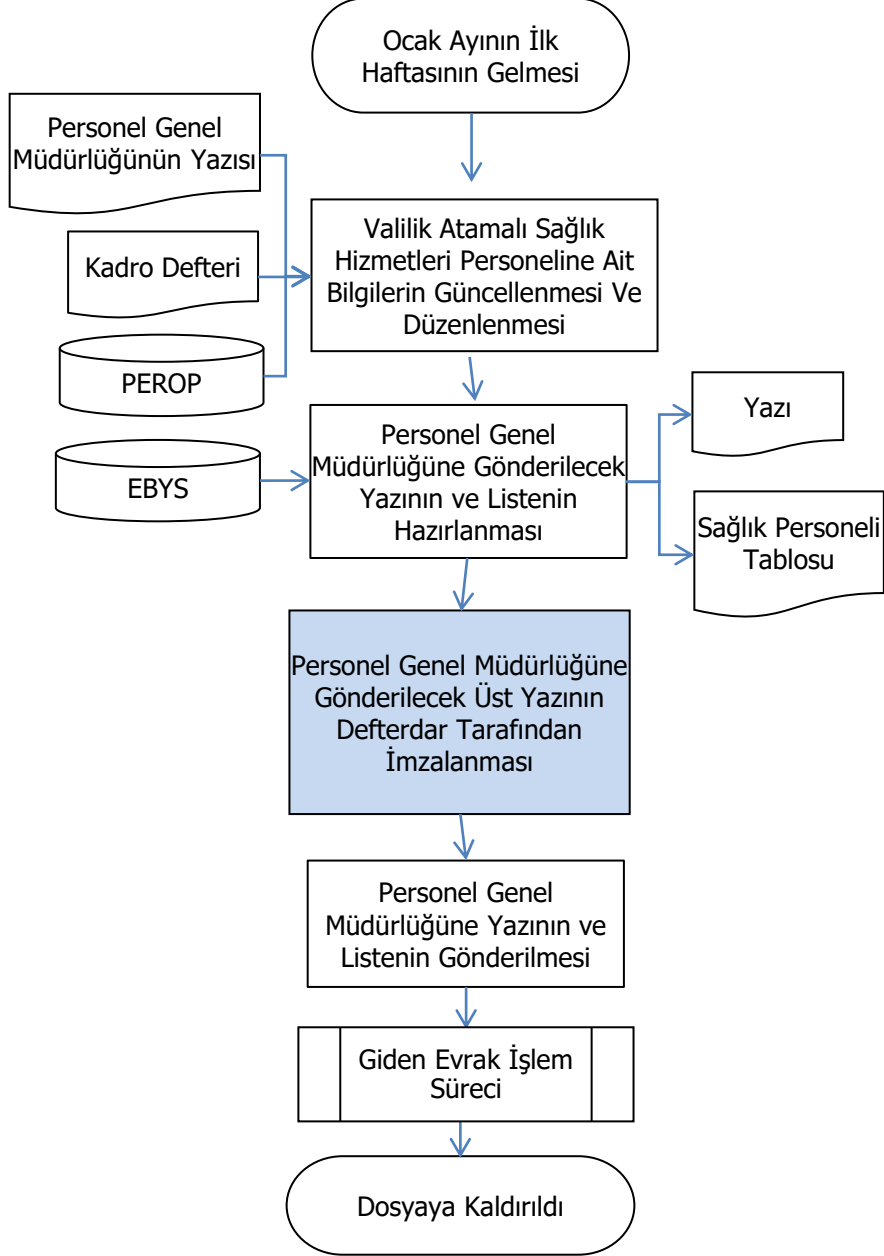 Ocak Ayının İlk
Haftasının Gelmesi
Personel Genel
Müdürlüğünün Yazısı
Kadro Defteri
PEROP
Valilik Atamalı Sağlık
Hizmetleri Personeline Ait
Bilgilerin Güncellenmesi Ve
Düzenlenmesi
EBYS
Personel Genel
Müdürlüğüne Gönderilecek
Yazının ve Listenin
Hazırlanması
Yazı
Sağlık Personeli
Tablosu
Personel Genel Müdürlüğüne
Gönderilecek Üst Yazının
Defterdar Tarafından
İmzalanması
Personel Genel
Müdürlüğüne Yazının ve
Listenin Gönderilmesi
Giden Evrak İşlem
Süreci
Dosyaya Kaldırıldı